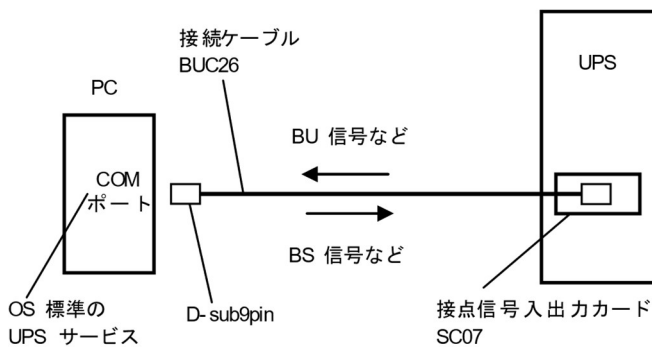 接続ケーブル
BUC26
UPS
PC
BU 信号など
COM
ポート
BS 信号など
OS 標準の
UPS サービス
D-sub9pin
接点信号入出力カード
SC07